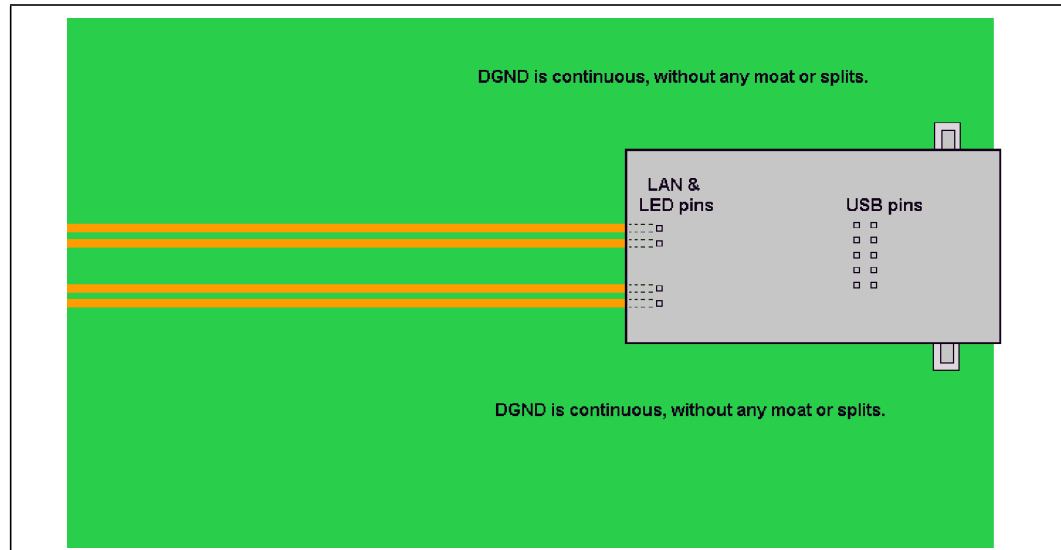 DGND is continuous, without any moat or splits.
LAN &
LED pins
USB pins
DGND is continuous, without any moat or splits.